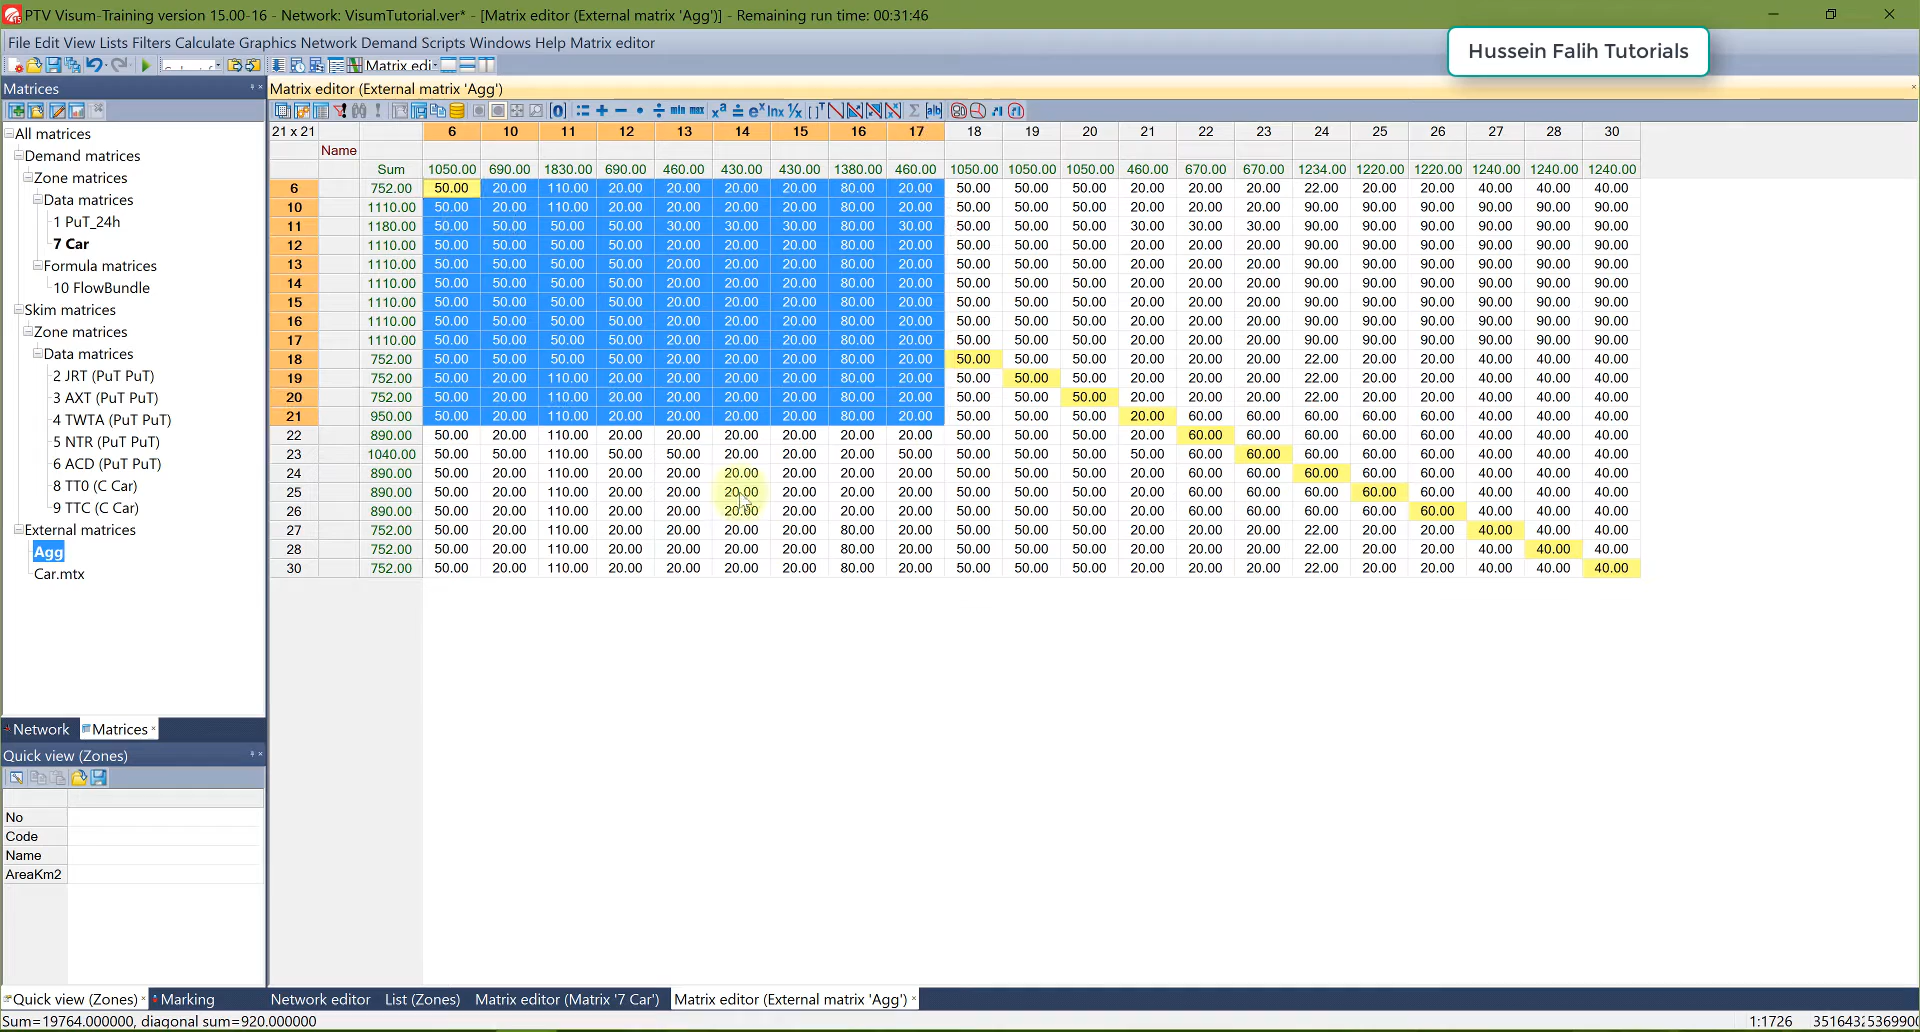 PTV Visum-Training version 15.00-16 - Network: VisumTutorial.ver* - [Matrix editor (External matrix 'Agg')] - Remaining run time: 00:31:46
File Edit View Lists Filters Calculate Graphics Network Demand Scripts Windows Help Matrix editor
Hussein Falih Tutorials
Matrix edi
Matrices
Matrix editor (External matrix 'Agg')
All matrices
Demand matrices
Zone matrices
Data matrices
1 PuT_24h
7 Car
Formula matrices
10 FlowBundle
Skim matrices
Zone matrices
Data matrices
2 JRT (PuT PuT)
3 AXT (PuT PuT)
4 TWTA (PuT PuT)
5 NTR (PuT PuT)
6 ACD (PuT PuT)
8 TT0 (C Car)
9 TTC (C Car)
External matrices
Agg
Car.mtx
21 x 21 6 10 11 12 13 14 15 16 17 18 19 20 21 22 23 24 25 26 27 28 30
Name
Sum 1050.00 690.00 1830.00 690.00 460.00 430.00 430.00 1380.00 460.00 1050.00 1050.00 1050.00 460.00 670.00 670.00 1234.00 1220.00 1220.00 1240.00 1240.00 1240.00
6 752.00 50.00 20.00 110.00 20.00 20.00 20.00 20.00 80.00 20.00 50.00 50.00 50.00 20.00 20.00 20.00 22.00 20.00 20.00 40.00 40.00 40.00
10 1110.00 50.00 20.00 110.00 20.00 20.00 20.00 20.00 80.00 20.00 50.00 50.00 50.00 20.00 20.00 20.00 90.00 90.00 90.00 90.00 90.00 90.00
11 1180.00 50.00 50.00 50.00 50.00 30.00 30.00 30.00 80.00 30.00 50.00 50.00 50.00 30.00 30.00 30.00 90.00 90.00 90.00 90.00 90.00 90.00
12 1110.00 50.00 50.00 50.00 50.00 20.00 20.00 20.00 80.00 20.00 50.00 50.00 50.00 20.00 20.00 20.00 90.00 90.00 90.00 90.00 90.00 90.00
13 1110.00 50.00 50.00 50.00 50.00 20.00 20.00 20.00 80.00 20.00 50.00 50.00 50.00 20.00 20.00 20.00 90.00 90.00 90.00 90.00 90.00 90.00
14 1110.00 50.00 50.00 50.00 50.00 20.00 20.00 20.00 80.00 20.00 50.00 50.00 50.00 20.00 20.00 20.00 90.00 90.00 90.00 90.00 90.00 90.00
15 1110.00 50.00 50.00 50.00 50.00 20.00 20.00 20.00 80.00 20.00 50.00 50.00 50.00 20.00 20.00 20.00 90.00 90.00 90.00 90.00 90.00 90.00
16 1110.00 50.00 50.00 50.00 50.00 20.00 20.00 20.00 80.00 20.00 50.00 50.00 50.00 20.00 20.00 20.00 90.00 90.00 90.00 90.00 90.00 90.00
17 1110.00 50.00 50.00 50.00 50.00 20.00 20.00 20.00 80.00 20.00 50.00 50.00 50.00 20.00 20.00 20.00 90.00 90.00 90.00 90.00 90.00 90.00
18 752.00 50.00 50.00 50.00 50.00 20.00 20.00 20.00 80.00 20.00 50.00 50.00 50.00 20.00 20.00 20.00 22.00 20.00 20.00 40.00 40.00 40.00
19 752.00 50.00 20.00 110.00 20.00 20.00 20.00 20.00 80.00 20.00 50.00 50.00 50.00 20.00 20.00 20.00 22.00 20.00 20.00 40.00 40.00 40.00
20 752.00 50.00 20.00 110.00 20.00 20.00 20.00 20.00 80.00 20.00 50.00 50.00 50.00 20.00 20.00 20.00 22.00 20.00 20.00 40.00 40.00 40.00
21 950.00 50.00 20.00 110.00 20.00 20.00 20.00 20.00 80.00 20.00 50.00 50.00 50.00 20.00 60.00 60.00 60.00 60.00 60.00 40.00 40.00 40.00
22 890.00 50.00 20.00 110.00 20.00 20.00 20.00 20.00 20.00 20.00 50.00 50.00 50.00 20.00 60.00 60.00 60.00 60.00 60.00 40.00 40.00 40.00
23 1040.00 50.00 50.00 110.00 50.00 50.00 20.00 20.00 20.00 50.00 50.00 50.00 50.00 50.00 60.00 60.00 60.00 60.00 60.00 40.00 40.00 40.00
24 890.00 50.00 20.00 110.00 20.00 20.00 20.00 20.00 20.00 20.00 50.00 50.00 50.00 20.00 60.00 60.00 60.00 60.00 60.00 40.00 40.00 40.00
25 890.00 50.00 20.00 110.00 20.00 20.00 20.00 20.00 20.00 20.00 50.00 50.00 50.00 20.00 60.00 60.00 60.00 60.00 60.00 40.00 40.00 40.00
26 890.00 50.00 20.00 110.00 20.00 20.00 20.00 20.00 20.00 20.00 50.00 50.00 50.00 20.00 60.00 60.00 60.00 60.00 60.00 40.00 40.00 40.00
27 752.00 50.00 20.00 110.00 20.00 20.00 20.00 20.00 80.00 20.00 50.00 50.00 50.00 20.00 20.00 20.00 22.00 20.00 20.00 40.00 40.00 40.00
28 752.00 50.00 20.00 110.00 20.00 20.00 20.00 20.00 80.00 20.00 50.00 50.00 50.00 20.00 20.00 20.00 22.00 20.00 20.00 40.00 40.00 40.00
30 752.00 50.00 20.00 110.00 20.00 20.00 20.00 20.00 80.00 20.00 50.00 50.00 50.00 20.00 20.00 20.00 22.00 20.00 20.00 40.00 40.00 40.00
Network Matrices
Quick view (Zones)
No
Code
Name
AreaKm2
Quick view (Zones) Marking Network editor List (Zones) Matrix editor (Matrix '7 Car') Matrix editor (External matrix 'Agg')
Sum=19764.000000, diagonal sum=920.000000 1:1726